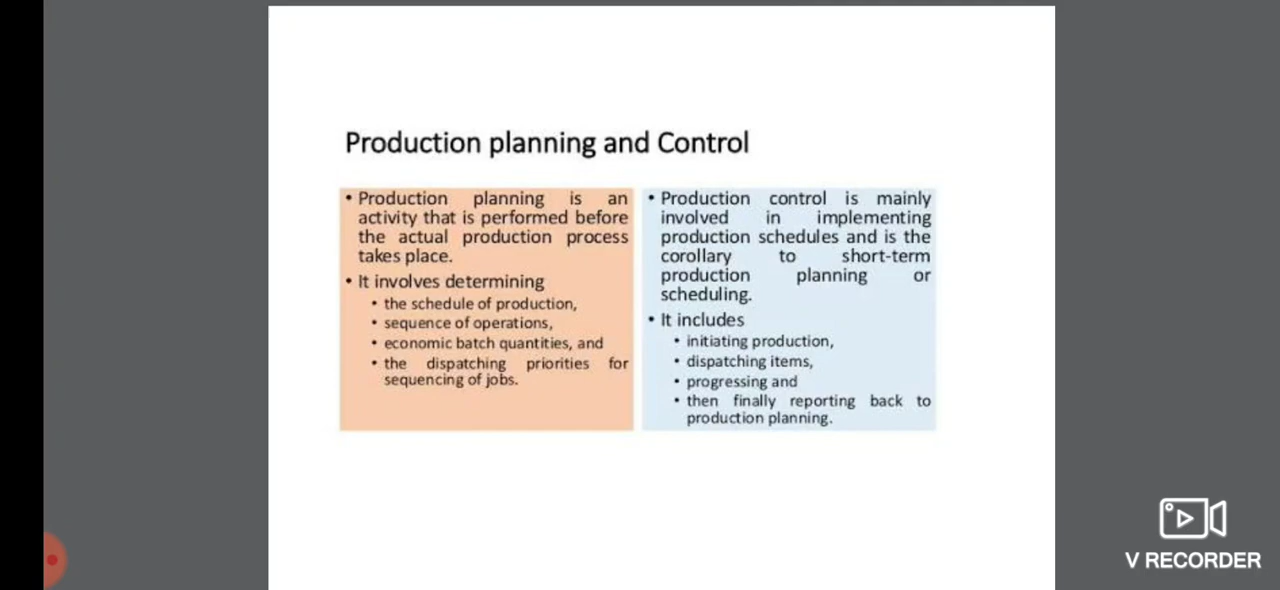 Production planning and Control
• Production planning is an
activity that is performed before
the actual production process
takes place.
• It involves determining
• the schedule of production,
• sequence of operations,
• economic batch quantities, and
• the dispatching priorities for
sequencing of jobs.
• Production control is mainly
involved in implementing
production schedules and is the
corollary to short-term
production planning or
scheduling.
• It includes
• initiating production,
• dispatching items,
• progressing and
• then finally reporting back to
production planning.
V RECORDER